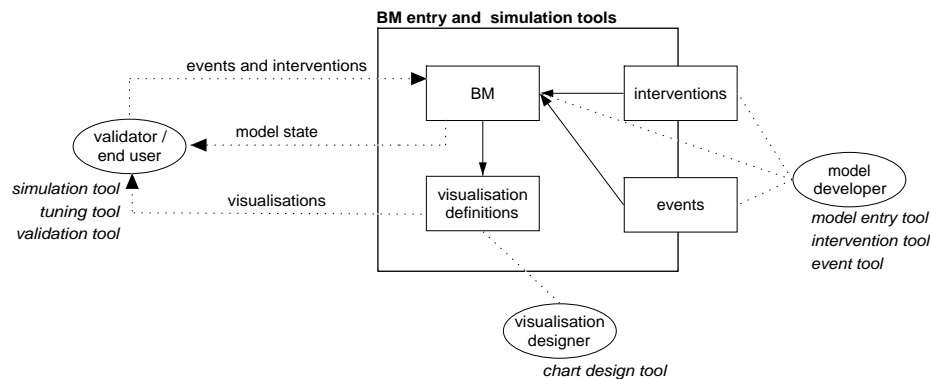 BM entry and simulation tools
events and interventions
BM
interventions
model state
validator /
end user
simulation tool
tuning tool
validation tool
visualisations
visualisation
definitions
events
model
developer
model entry tool
intervention tool
event tool
visualisation
designer
chart design tool